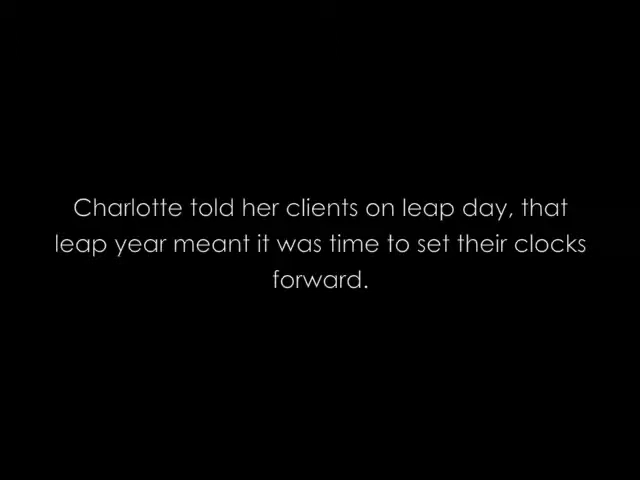 Charlotte told her clients on leap day, that
leap year meant it was time to set their clocks
forward.